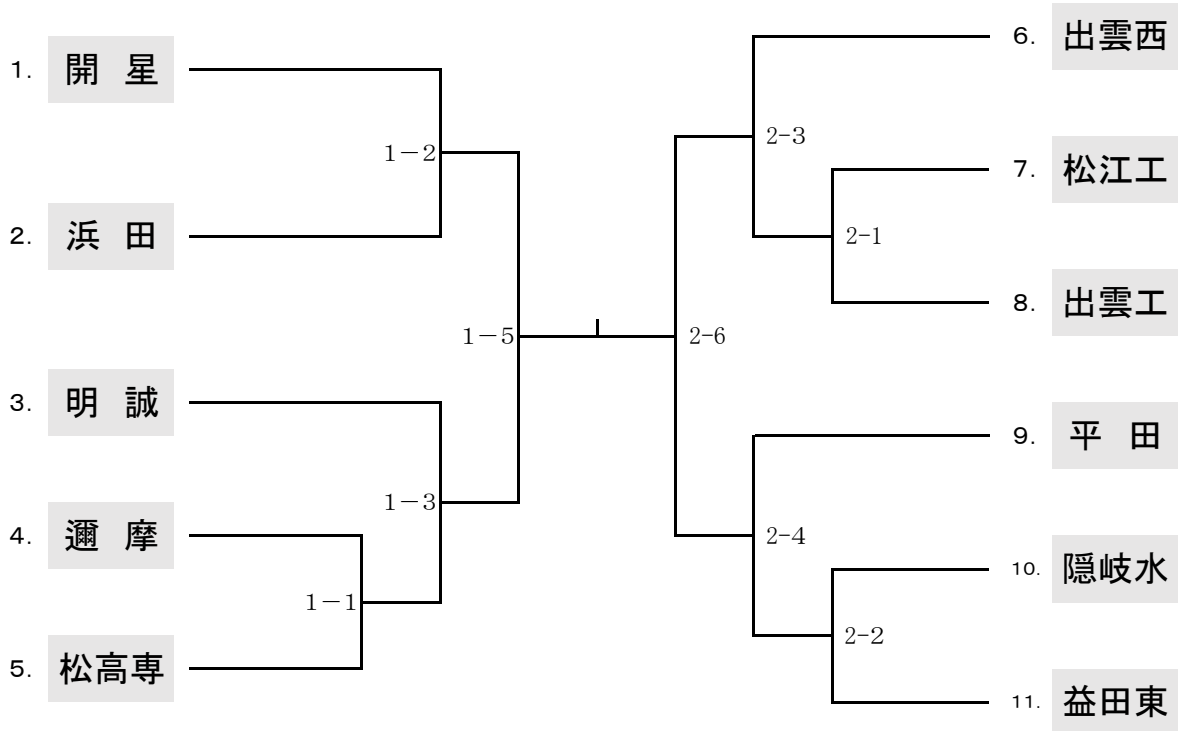 1. 開 星
1－2
2. 浜 田
1－5
3. 明 誠
1－3
4. 邇 摩
1－1
5. 松高専
6. 出雲西
2-3
7. 松江工
2-1
8. 出雲工
2-6
9. 平 田
2-4
10. 隠岐水
2-2
11. 益田東